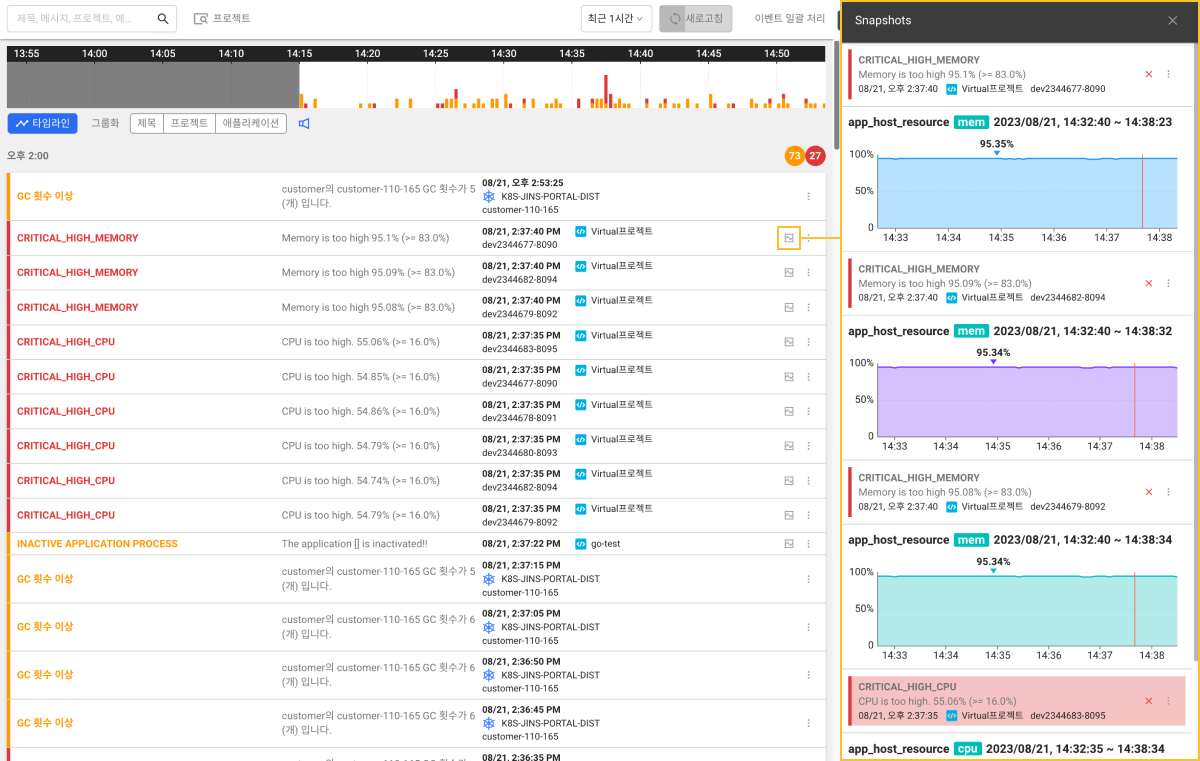 제목, 메시지, 프로젝트, 에...
프로젝트
최근 1시간
새로고침
이벤트 일괄 처리
13:55 14:00 14:05 14:10 14:15 14:20 14:25 14:30 14:35 14:40 14:45 14:50
타임라인
그룹화
제목 프로젝트 애플리케이션
오후 2:00
73 27
GC 횟수 이상
customer의 customer-110-165 GC 횟수가 5
(개) 입니다.
08/21, 오후 2:53:25
K8S-JINS-PORTAL-DIST
customer-110-165
CRITICAL_HIGH_MEMORY
Memory is too high 95.1% (>= 83.0%)
08/21, 2:37:40 PM Virtual프로젝트
dev2344677-8090
CRITICAL_HIGH_MEMORY
Memory is too high 95.09% (>= 83.0%)
08/21, 2:37:40 PM Virtual프로젝트
dev2344682-8094
CRITICAL_HIGH_MEMORY
Memory is too high 95.08% (>= 83.0%)
08/21, 2:37:40 PM Virtual프로젝트
dev2344679-8092
CRITICAL_HIGH_CPU
CPU is too high. 55.06% (>= 16.0%)
08/21, 2:37:35 PM Virtual프로젝트
dev2344683-8095
CRITICAL_HIGH_CPU
CPU is too high. 54.85% (>= 16.0%)
08/21, 2:37:35 PM Virtual프로젝트
dev2344677-8090
CRITICAL_HIGH_CPU
CPU is too high. 54.86% (>= 16.0%)
08/21, 2:37:35 PM Virtual프로젝트
dev2344678-8091
CRITICAL_HIGH_CPU
CPU is too high. 54.79% (>= 16.0%)
08/21, 2:37:35 PM Virtual프로젝트
dev2344680-8093
CRITICAL_HIGH_CPU
CPU is too high. 54.74% (>= 16.0%)
08/21, 2:37:35 PM Virtual프로젝트
dev2344682-8094
CRITICAL_HIGH_CPU
CPU is too high. 54.79% (>= 16.0%)
08/21, 2:37:35 PM Virtual프로젝트
dev2344679-8092
INACTIVE APPLICATION PROCESS
The application [] is inactivated!!
08/21, 2:37:22 PM go-test
GC 횟수 이상
customer의 customer-110-165 GC 횟수가 5
(개) 입니다.
08/21, 2:37:15 PM
K8S-JINS-PORTAL-DIST
customer-110-165
GC 횟수 이상
customer의 customer-110-165 GC 횟수가 6
(개) 입니다.
08/21, 2:37:05 PM
K8S-JINS-PORTAL-DIST
customer-110-165
GC 횟수 이상
customer의 customer-110-165 GC 횟수가 6
(개) 입니다.
08/21, 2:36:50 PM
K8S-JINS-PORTAL-DIST
customer-110-165
GC 횟수 이상
customer의 customer-110-165 GC 횟수가 6
(개) 입니다.
08/21, 2:36:45 PM
K8S-JINS-PORTAL-DIST
customer-110-165
08/21, 2:36:35 PM
Snapshots
CRITICAL_HIGH_MEMORY
Memory is too high 95.1% (>= 83.0%)
08/21, 오후 2:37:40 Virtual프로젝트 dev2344677-8090
app_host_resource mem 2023/08/21, 14:32:40 ~ 14:38:23
95.35%
100%
50%
0
14:33 14:34 14:35 14:36 14:37 14:38
CRITICAL_HIGH_MEMORY
Memory is too high 95.09% (>= 83.0%)
08/21, 오후 2:37:40 Virtual프로젝트 dev2344682-8094
app_host_resource mem 2023/08/21, 14:32:40 ~ 14:38:32
95.34%
100%
50%
0
14:33 14:34 14:35 14:36 14:37 14:38
CRITICAL_HIGH_MEMORY
Memory is too high 95.08% (>= 83.0%)
08/21, 오후 2:37:40 Virtual프로젝트 dev2344679-8092
app_host_resource mem 2023/08/21, 14:32:40 ~ 14:38:34
95.34%
100%
50%
0
14:33 14:34 14:35 14:36 14:37 14:38
CRITICAL_HIGH_CPU
CPU is too high. 55.06% (>= 16.0%)
08/21, 오후 2:37:35 Virtual프로젝트 dev2344683-8095
app_host_resource cpu 2023/08/21, 14:32:35 ~ 14:38:34